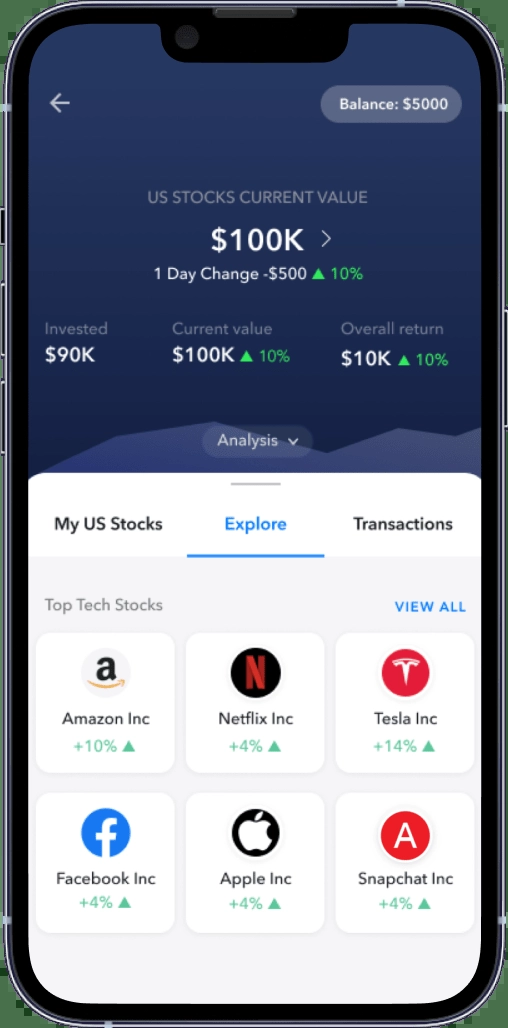 Balance: $5000
US STOCKS CURRENT VALUE
$100K
1 Day Change -$500 ▲ 10%
Invested Current value Overall return
$90K $100K ▲ 10% $10K ▲ 10%
Analysis
My US Stocks Explore Transactions
Top Tech Stocks VIEW ALL
a N T
Amazon Inc Netflix Inc Tesla Inc
+10% ▲ +4% ▲ +14% ▲
f A
Facebook Inc Apple Inc Snapchat Inc
+4% ▲ +4% ▲ +4% ▲